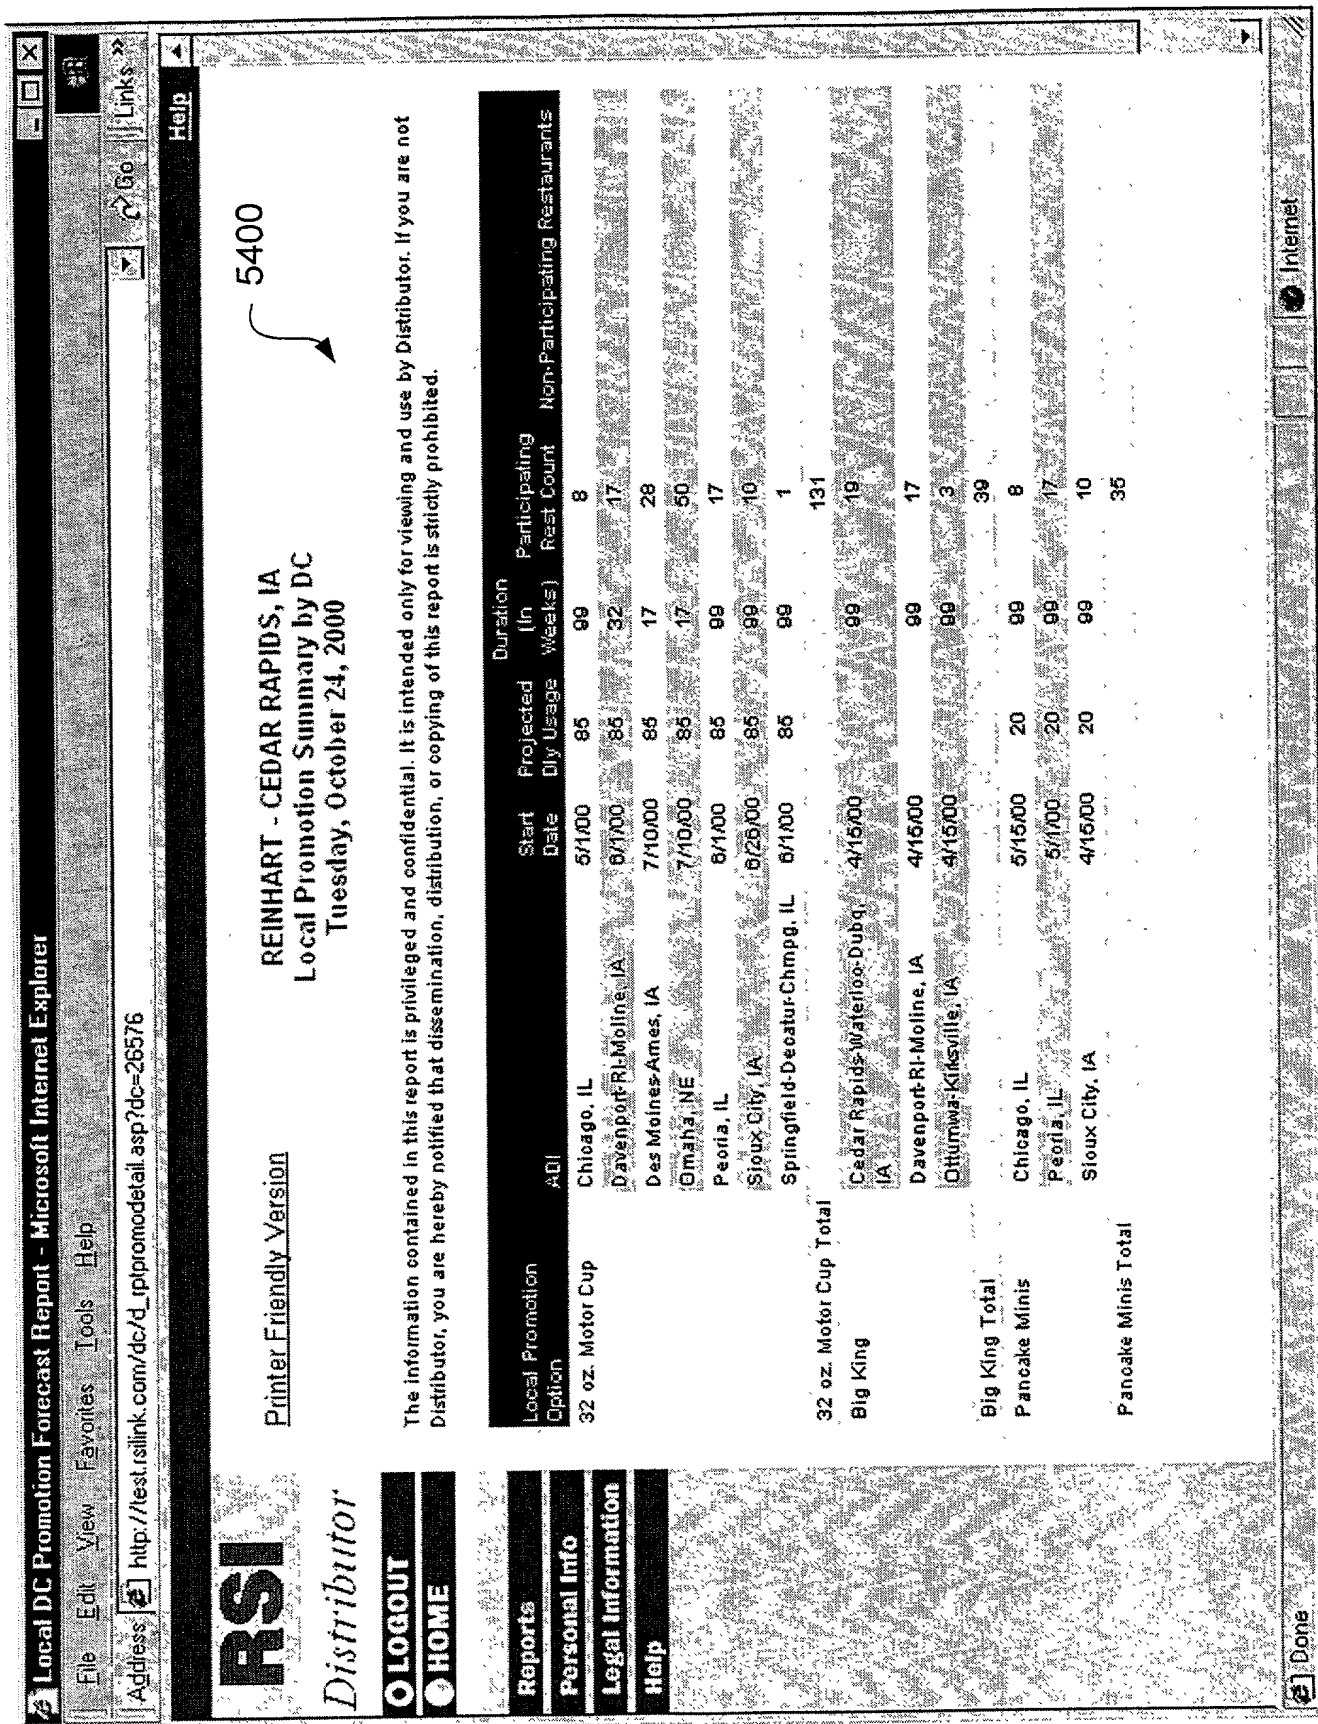 Local DC Promotion Forecast Report - Microsoft Internet Explorer
File Edit View Favorites Tools Help
Address http://test.rsilink.com/dc/d_rptpromodetail.asp?dc=26576 Go Links »
Help
RSI
Distributor
LOGOUT
HOME
Reports
Personal Info
Legal Information
Help
Printer Friendly Version
REINHART - CEDAR RAPIDS, IA
Local Promotion Summary by DC
Tuesday, October 24, 2000
5400
The information contained in this report is privileged and confidential. It is intended only for viewing and use by Distributor. If you are not
Distributor, you are hereby notified that dissemination, distribution, or copying of this report is strictly prohibited.
Local Promotion Option ADI Start Date Projected Dly Usage Duration (In Weeks) Participating Rest Count Non-Participating Restaurants
32 oz. Motor Cup Chicago, IL 5/1/00 85 99 8
Davenport-RI-Moline, IA 6/1/00 85 32 17
Des Moines-Ames, IA 7/10/00 85 17 28
Omaha, NE 7/10/00 85 17 50
Peoria, IL 6/1/00 85 99 17
Sioux City, IA 6/26/00 85 99 10
Springfield-Decatur-Chmpg, IL 6/1/00 85 99 1
32 oz. Motor Cup Total 131
Big King Cedar Rapids-Waterloo-Dubq, IA 4/15/00 99 19
Davenport-RI-Moline, IA 4/15/00 99 17
Ottumwa-Kirksville, IA 4/15/00 99 3
Big King Total 39
Pancake Minis Chicago, IL 5/15/00 20 99 8
Peoria, IL 5/1/00 20 99 17
Sioux City, IA 4/15/00 20 99 10
Pancake Minis Total 35
Done Internet